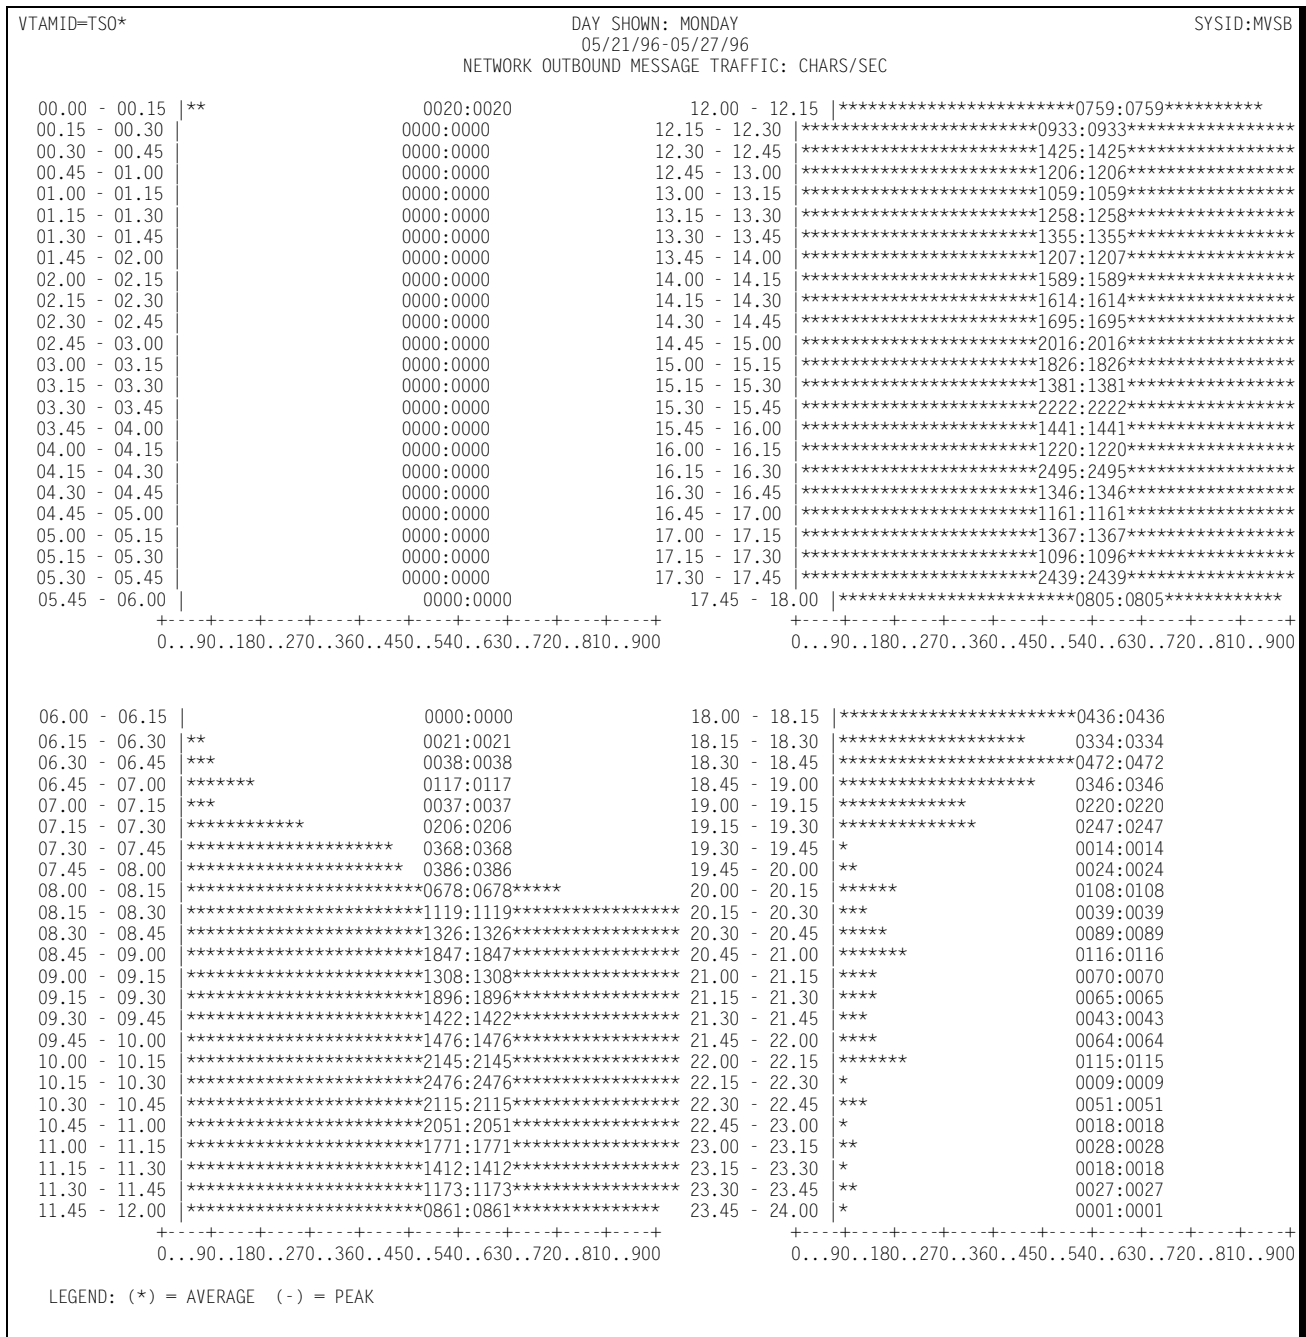 VTAMID=TSO* DAY SHOWN: MONDAY SYSID:MVSB
05/21/96-05/27/96
NETWORK OUTBOUND MESSAGE TRAFFIC: CHARS/SEC
00.00 - 00.15 |** 0020:0020 12.00 - 12.15 |************************0759:0759**********
00.15 - 00.30 | 0000:0000 12.15 - 12.30 |************************0933:0933*****************
00.30 - 00.45 | 0000:0000 12.30 - 12.45 |************************1425:1425*****************
00.45 - 01.00 | 0000:0000 12.45 - 13.00 |************************1206:1206*****************
01.00 - 01.15 | 0000:0000 13.00 - 13.15 |************************1059:1059*****************
01.15 - 01.30 | 0000:0000 13.15 - 13.30 |************************1258:1258*****************
01.30 - 01.45 | 0000:0000 13.30 - 13.45 |************************1355:1355*****************
01.45 - 02.00 | 0000:0000 13.45 - 14.00 |************************1207:1207*****************
02.00 - 02.15 | 0000:0000 14.00 - 14.15 |************************1589:1589*****************
02.15 - 02.30 | 0000:0000 14.15 - 14.30 |************************1614:1614*****************
02.30 - 02.45 | 0000:0000 14.30 - 14.45 |************************1695:1695*****************
02.45 - 03.00 | 0000:0000 14.45 - 15.00 |************************2016:2016*****************
03.00 - 03.15 | 0000:0000 15.00 - 15.15 |************************1826:1826*****************
03.15 - 03.30 | 0000:0000 15.15 - 15.30 |************************1381:1381*****************
03.30 - 03.45 | 0000:0000 15.30 - 15.45 |************************2222:2222*****************
03.45 - 04.00 | 0000:0000 15.45 - 16.00 |************************1441:1441*****************
04.00 - 04.15 | 0000:0000 16.00 - 16.15 |************************1220:1220*****************
04.15 - 04.30 | 0000:0000 16.15 - 16.30 |************************2495:2495*****************
04.30 - 04.45 | 0000:0000 16.30 - 16.45 |************************1346:1346*****************
04.45 - 05.00 | 0000:0000 16.45 - 17.00 |************************1161:1161*****************
05.00 - 05.15 | 0000:0000 17.00 - 17.15 |************************1367:1367*****************
05.15 - 05.30 | 0000:0000 17.15 - 17.30 |************************1096:1096*****************
05.30 - 05.45 | 0000:0000 17.30 - 17.45 |************************2439:2439*****************
05.45 - 06.00 | 0000:0000 17.45 - 18.00 |************************0805:0805************
+----+----+----+----+----+----+----+----+----+----+ +----+----+----+----+----+----+----+----+----+----+
0...90..180..270..360..450..540..630..720..810..900 0...90..180..270..360..450..540..630..720..810..900
06.00 - 06.15 | 0000:0000 18.00 - 18.15 |************************0436:0436
06.15 - 06.30 |** 0021:0021 18.15 - 18.30 |******************* 0334:0334
06.30 - 06.45 |*** 0038:0038 18.30 - 18.45 |************************0472:0472
06.45 - 07.00 |******* 0117:0117 18.45 - 19.00 |******************** 0346:0346
07.00 - 07.15 |*** 0037:0037 19.00 - 19.15 |************* 0220:0220
07.15 - 07.30 |************ 0206:0206 19.15 - 19.30 |************** 0247:0247
07.30 - 07.45 |********************* 0368:0368 19.30 - 19.45 |* 0014:0014
07.45 - 08.00 |********************** 0386:0386 19.45 - 20.00 |** 0024:0024
08.00 - 08.15 |************************0678:0678***** 20.00 - 20.15 |****** 0108:0108
08.15 - 08.30 |************************1119:1119***************** 20.15 - 20.30 |*** 0039:0039
08.30 - 08.45 |************************1326:1326***************** 20.30 - 20.45 |***** 0089:0089
08.45 - 09.00 |************************1847:1847***************** 20.45 - 21.00 |******* 0116:0116
09.00 - 09.15 |************************1308:1308***************** 21.00 - 21.15 |**** 0070:0070
09.15 - 09.30 |************************1896:1896***************** 21.15 - 21.30 |**** 0065:0065
09.30 - 09.45 |************************1422:1422***************** 21.30 - 21.45 |*** 0043:0043
09.45 - 10.00 |************************1476:1476***************** 21.45 - 22.00 |**** 0064:0064
10.00 - 10.15 |************************2145:2145***************** 22.00 - 22.15 |******* 0115:0115
10.15 - 10.30 |************************2476:2476***************** 22.15 - 22.30 |* 0009:0009
10.30 - 10.45 |************************2115:2115***************** 22.30 - 22.45 |*** 0051:0051
10.45 - 11.00 |************************2051:2051***************** 22.45 - 23.00 |* 0018:0018
11.00 - 11.15 |************************1771:1771***************** 23.00 - 23.15 |** 0028:0028
11.15 - 11.30 |************************1412:1412***************** 23.15 - 23.30 |* 0018:0018
11.30 - 11.45 |************************1173:1173***************** 23.30 - 23.45 |** 0027:0027
11.45 - 12.00 |************************0861:0861*************** 23.45 - 24.00 |* 0001:0001
+----+----+----+----+----+----+----+----+----+----+ +----+----+----+----+----+----+----+----+----+----+
0...90..180..270..360..450..540..630..720..810..900 0...90..180..270..360..450..540..630..720..810..900
LEGEND: (*) = AVERAGE (-) = PEAK